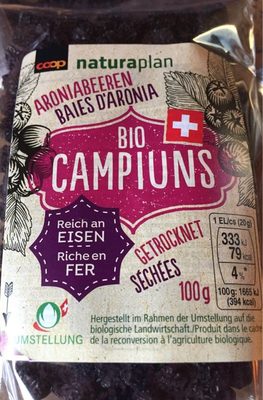 coop naturaplan
ARONIABEEREN
BAIES D'ARONIA
BIO
CAMPIUNS
Reich an
EISEN
Riche en
FER
GETROCKNET
SÉCHÉES
100g
1 EL/cs (20g)
333 kJ
79 kcal
4%*
100g: 1665 kJ
(394 kcal)
UMSTELLUNG
Hergestellt im Rahmen der Umstellung auf die
biologische Landwirtschaft./Produit dans le cadre
de la reconversion à l'agriculture biologique.